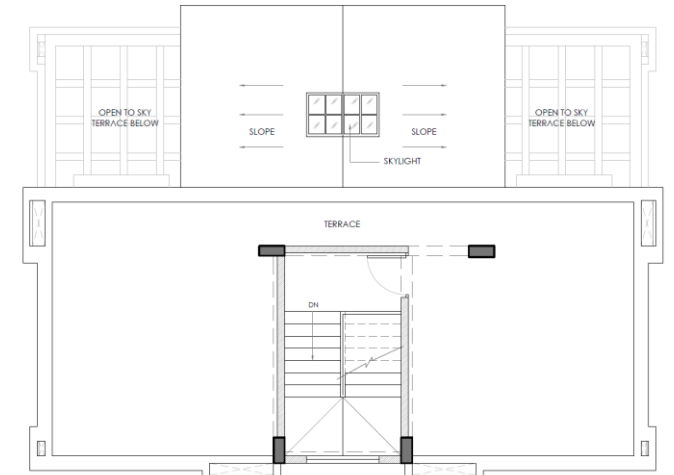 OPEN TO SKY
TERRACE BELOW
OPEN TO SKY
TERRACE BELOW
SLOPE
SLOPE
SKYLIGHT
TERRACE
DN